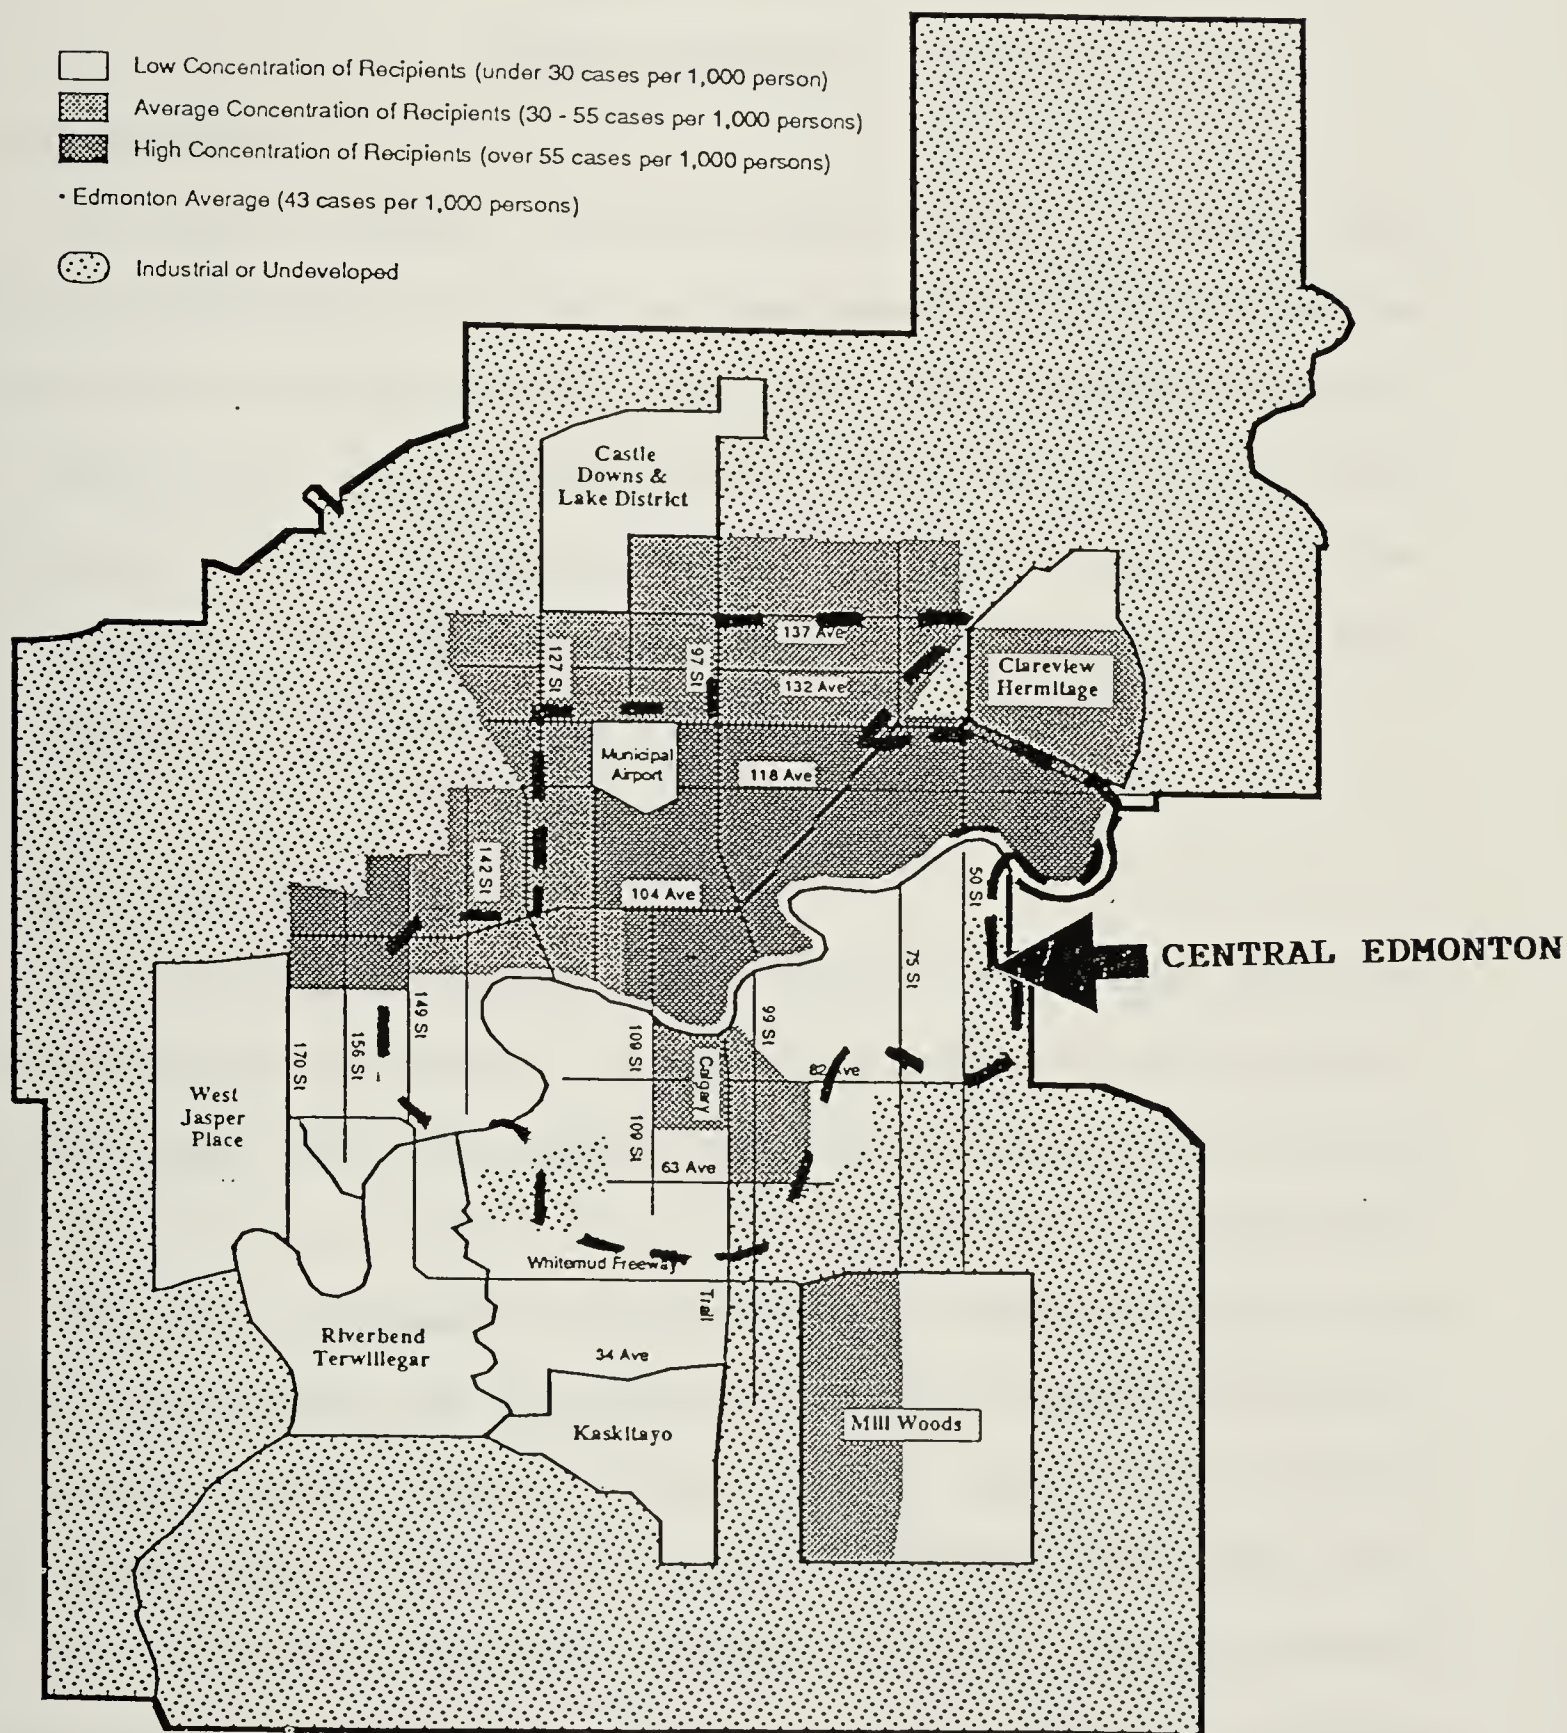 Low Concentration of Recipients (under 30 cases per 1,000 person)
Average Concentration of Recipients (30 - 55 cases per 1,000 persons)
High Concentration of Recipients (over 55 cases per 1,000 persons)
• Edmonton Average (43 cases per 1,000 persons)
Industrial or Undeveloped
Castle
Downs &
Lake District
137 Ave
127 St
97 St
132 Ave
Clareview
Hermitage
Municipal
Airport
118 Ave
142 St
104 Ave
50 St
75 St
CENTRAL EDMONTON
149 St
156 St
170 St
109 St
Calgary
99 St
82 Ave
West
Jasper
Place
109 St
63 Ave
Whitemud Freeway
Trail
Riverbend
Terwillegar
34 Ave
Kaskitayo
Mill Woods